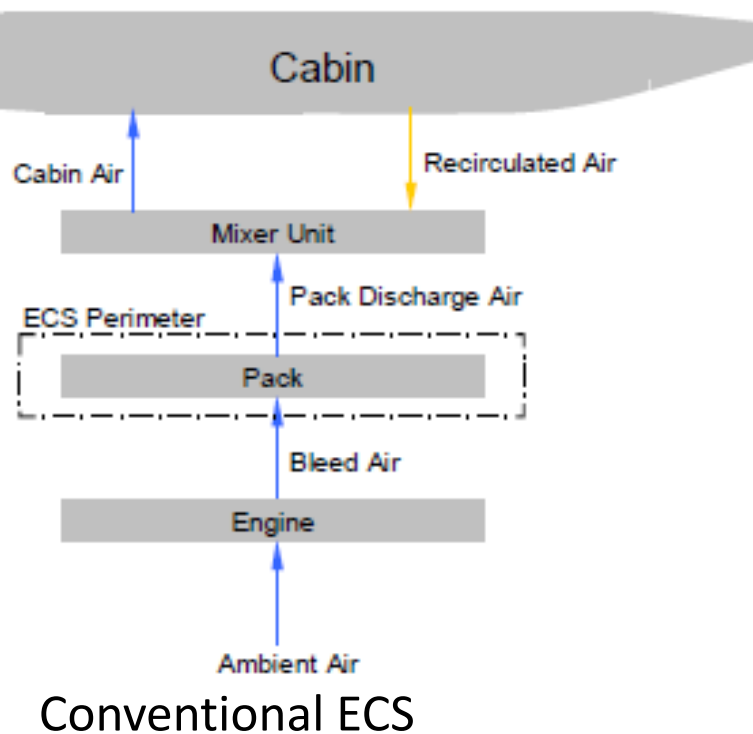 Cabin
Cabin Air
Recirculated Air
Mixer Unit
Pack Discharge Air
ECS Perimeter
Pack
Bleed Air
Engine
Ambient Air
Conventional ECS